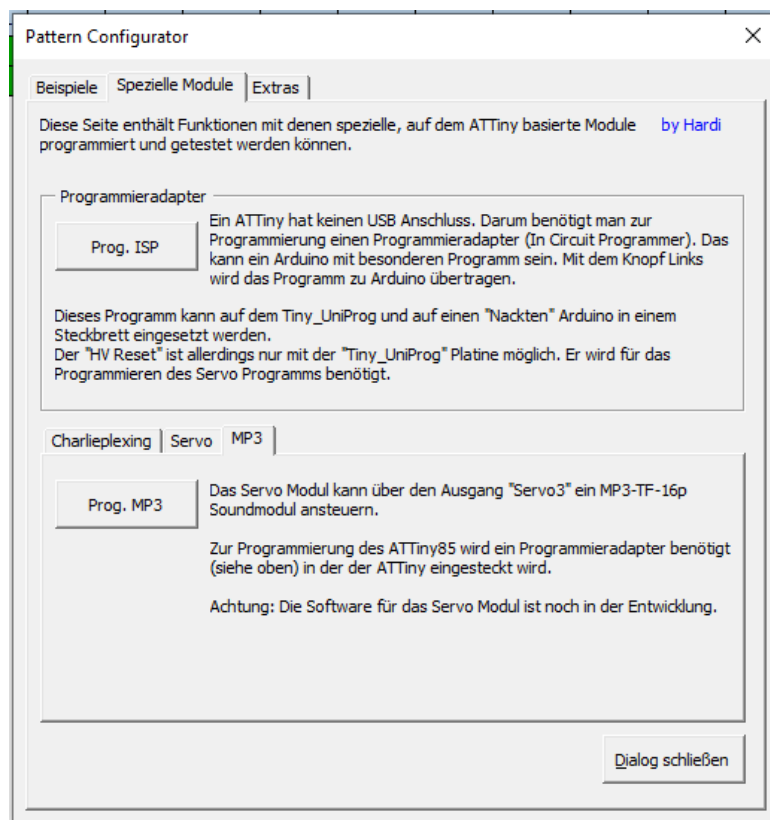 Pattern Configurator
Beispiele
Spezielle Module
Extras
Diese Seite enthält Funktionen mit denen spezielle, auf dem ATTiny basierte Module
by Hardi
programmiert und getestet werden können.
Programmieradapter
Prog. ISP
Ein ATTiny hat keinen USB Anschluss. Darum benötigt man zur
Programmierung einen Programmieradapter (In Circuit Programmer). Das
kann ein Arduino mit besonderen Programm sein. Mit dem Knopf Links
wird das Programm zu Arduino übertragen.
Dieses Programm kann auf dem Tiny_UniProg und auf einen "Nackten" Arduino in einem
Steckbrett eingesetzt werden.
Der "HV Reset" ist allerdings nur mit der "Tiny_UniProg" Platine möglich. Er wird für das
Programmieren des Servo Programms benötigt.
Charlieplexing
Servo
MP3
Prog. MP3
Das Servo Modul kann über den Ausgang "Servo3" ein MP3-TF-16p
Soundmodul ansteuern.
Zur Programmierung des ATTiny85 wird ein Programmieradapter benötigt
(siehe oben) in der der ATTiny eingesteckt wird.
Achtung: Die Software für das Servo Modul ist noch in der Entwicklung.
Dialog schließen